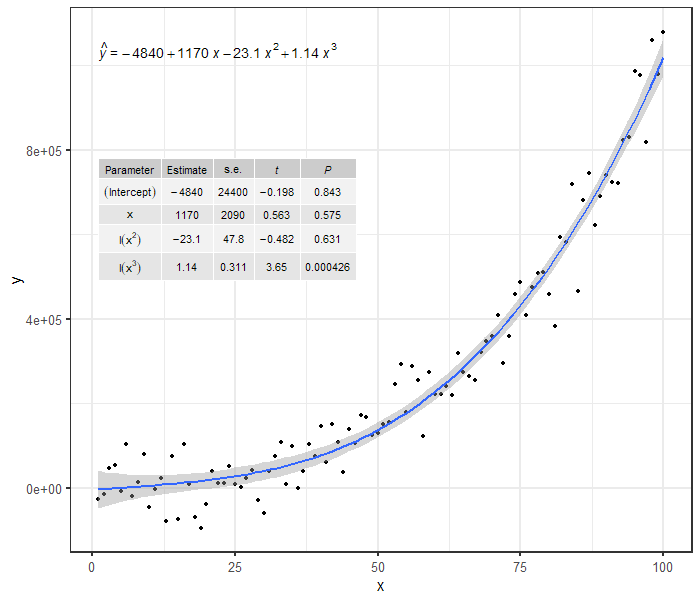 ŷ = −4840 + 1170 x − 23.1 x² + 1.14 x³
8e+05
Parameter Estimate s.e. t P
(Intercept) −4840 24400 −0.198 0.843
x 1170 2090 0.563 0.575
I(x²) −23.1 47.8 −0.482 0.631
I(x³) 1.14 0.311 3.65 0.000426
y
4e+05
0e+00
0 25 50 75 100
x